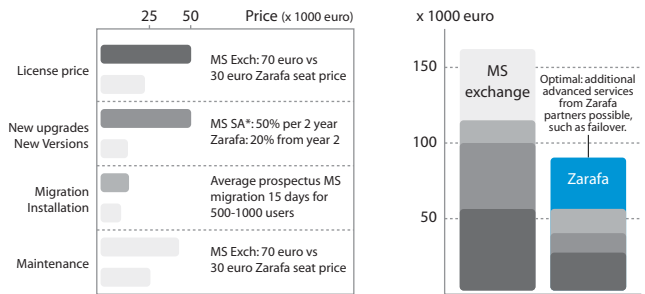 25 50 Price (x 1000 euro)
License price
MS Exch: 70 euro vs
30 euro Zarafa seat price
New upgrades
New Versions
MS SA*: 50% per 2 year
Zarafa: 20% from year 2
Migration
Installation
Average prospectus MS
migration 15 days for
500-1000 users
Maintenance
MS Exch: 70 euro vs
30 euro Zarafa seat price
x 1000 euro
150
100
50
MS
exchange
Optimal: additional
advanced services
from Zarafa
partners possible,
such as failover.
Zarafa